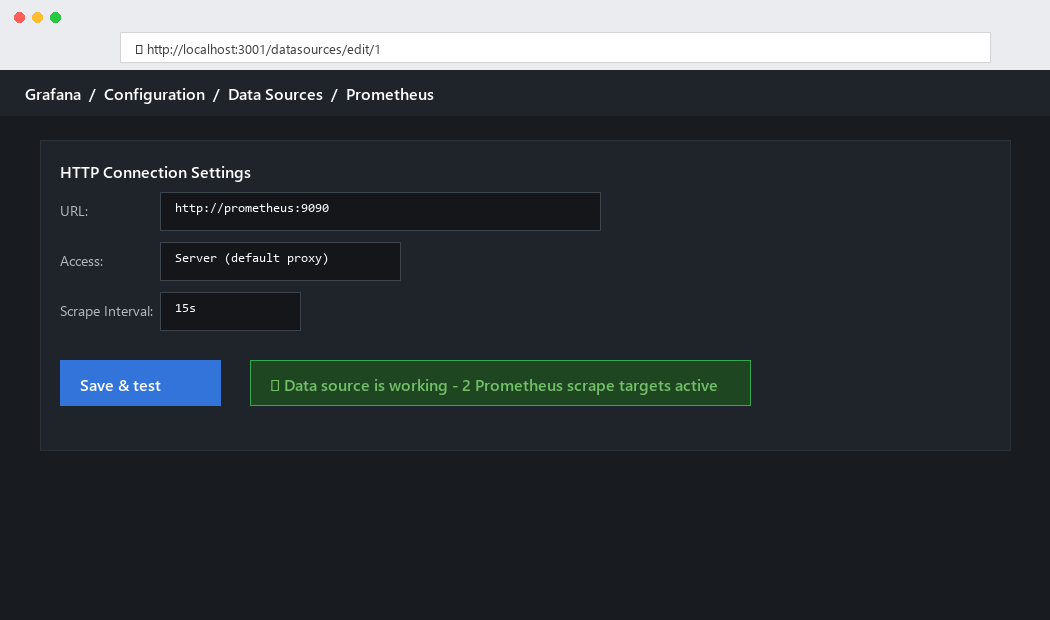 http://localhost:3001/datasources/edit/1
Grafana / Configuration / Data Sources / Prometheus
HTTP Connection Settings
URL: http://prometheus:9090
Access: Server (default proxy)
Scrape Interval: 15s
Save & test
Data source is working - 2 Prometheus scrape targets active